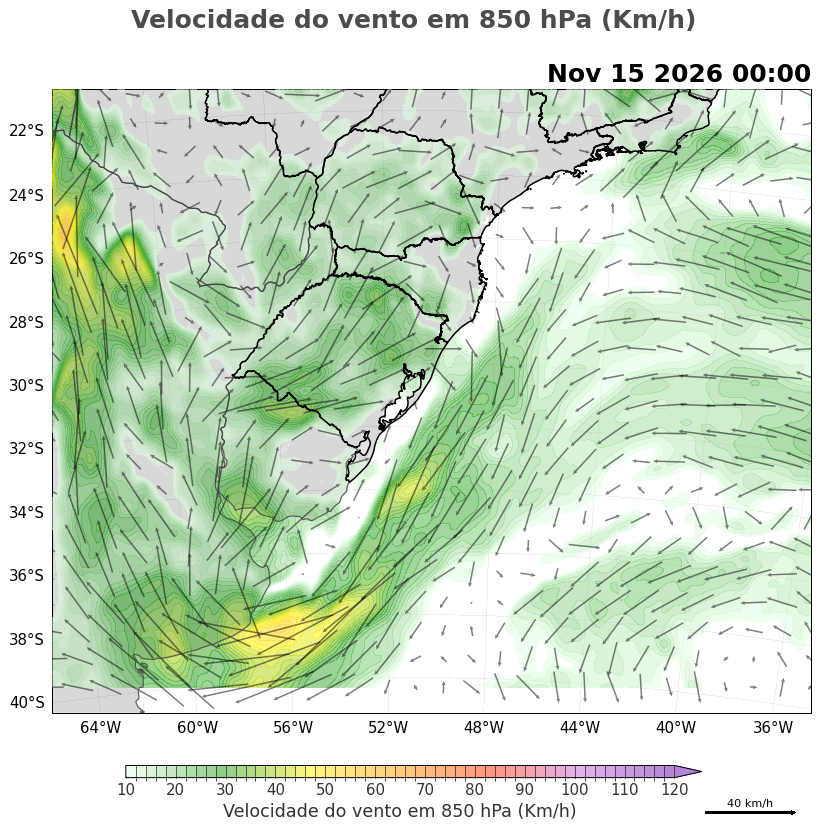 Velocidade do vento em 850 hPa (Km/h)
Nov 15 2026 00:00
22°S
24°S
26°S
28°S
30°S
32°S
34°S
36°S
38°S
40°S
64°W 60°W 56°W 52°W 48°W 44°W 40°W 36°W
10 20 30 40 50 60 70 80 90 100 110 120
Velocidade do vento em 850 hPa (Km/h)
40 km/h